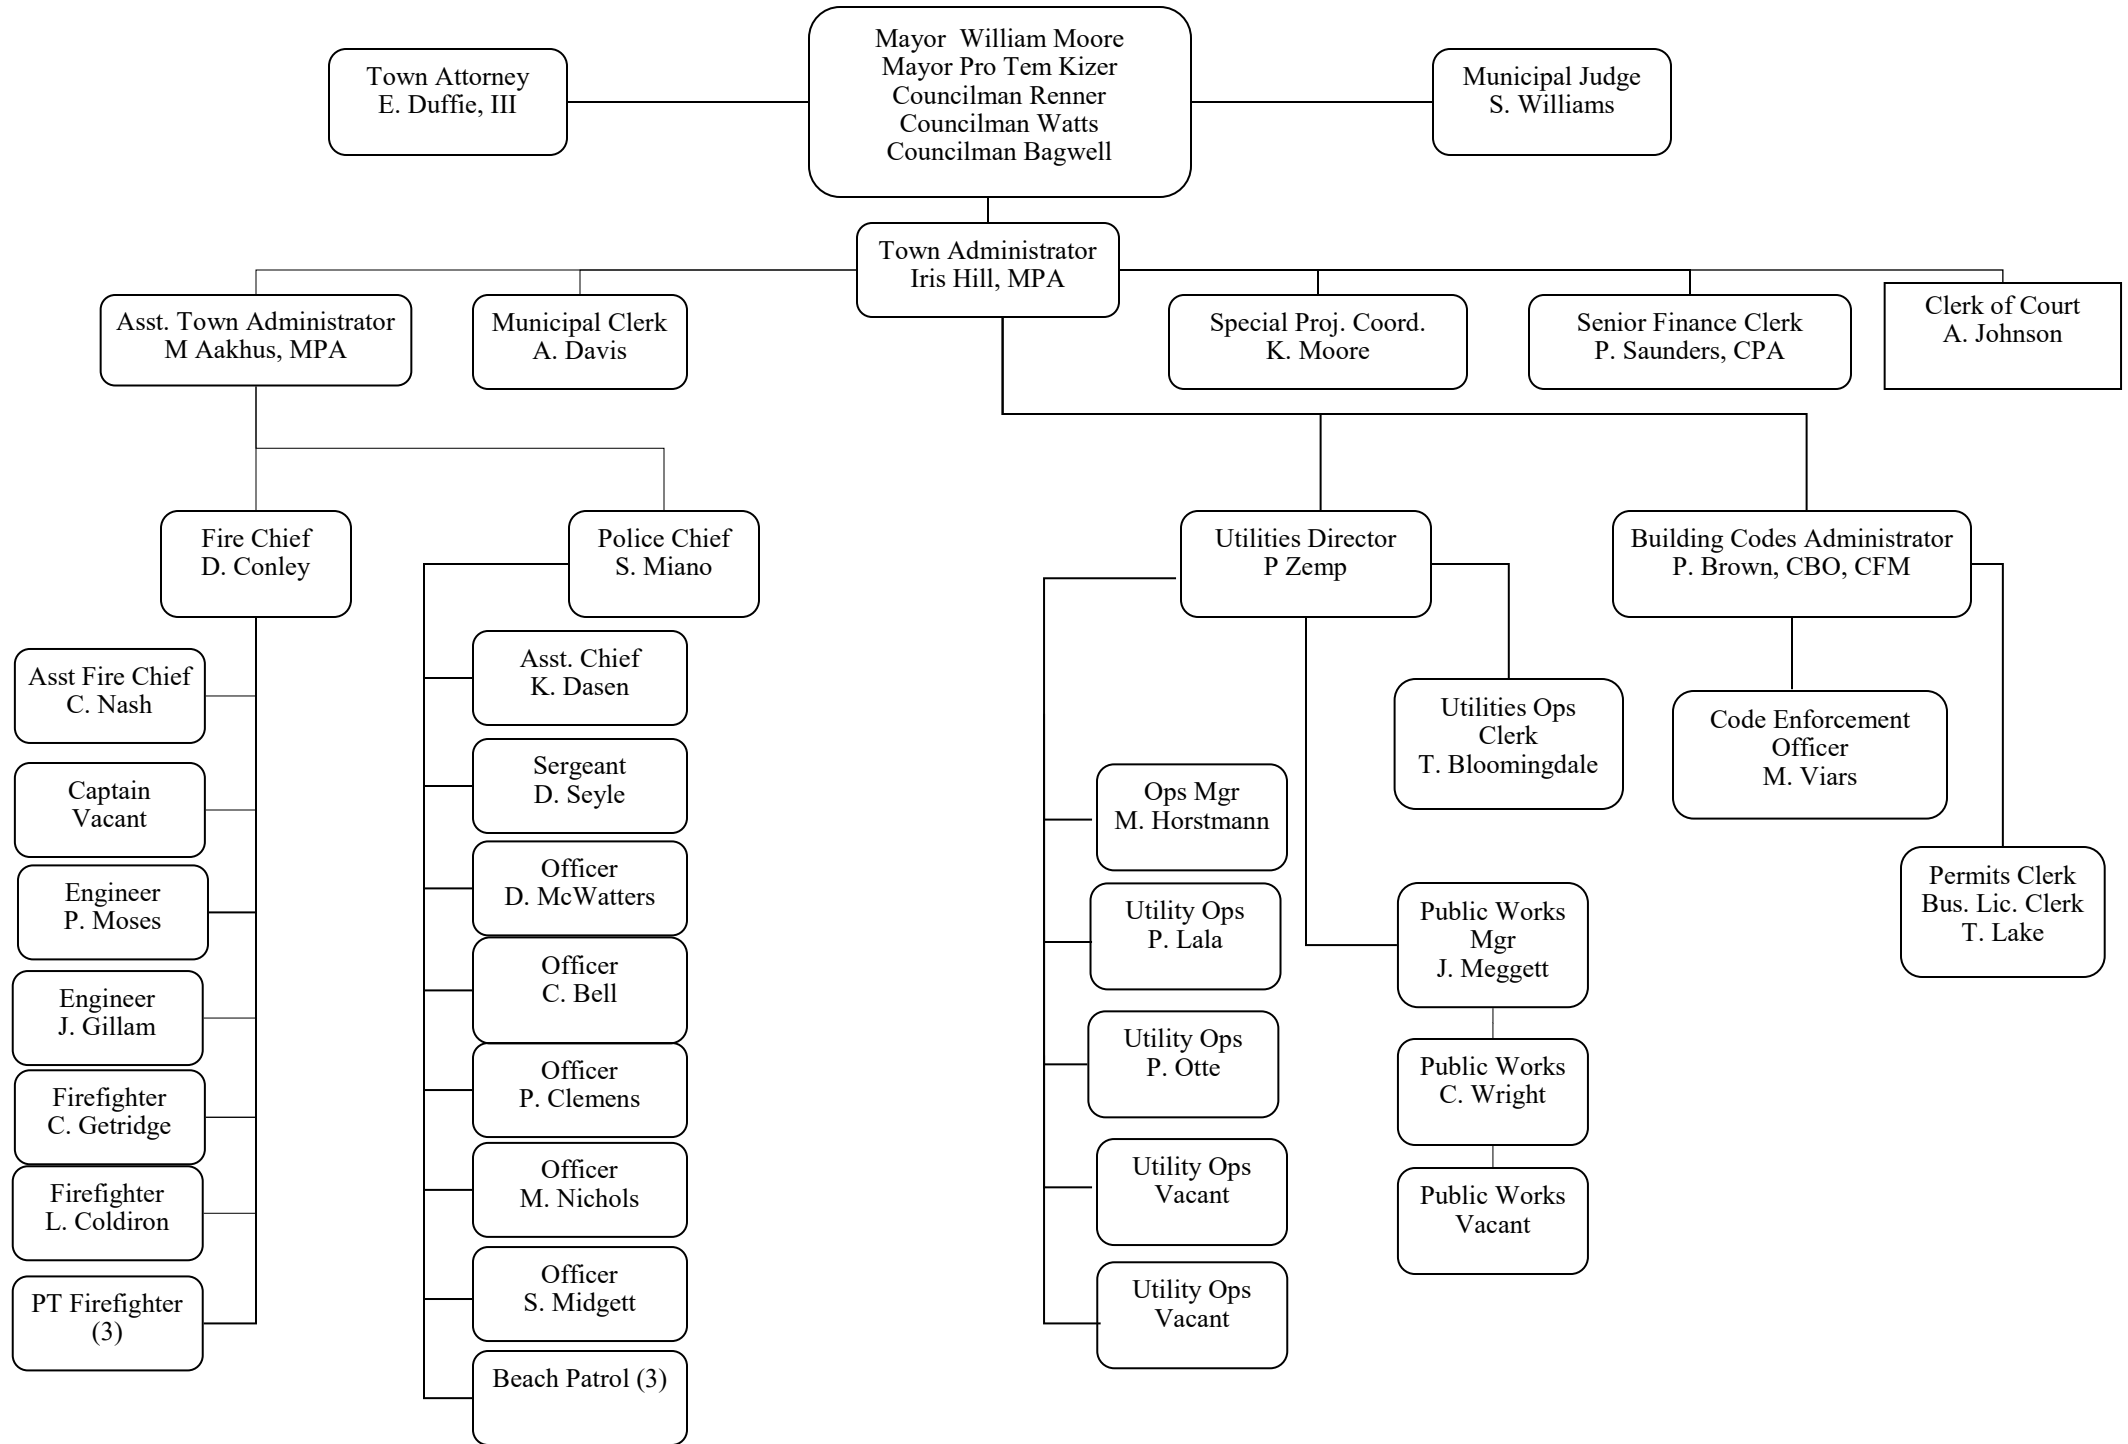 Mayor  William Moore
Mayor Pro Tem Kizer
Councilman Renner
Councilman Watts
Councilman Bagwell
Town Attorney
E. Duffie, III
Municipal Judge
S. Williams
Town Administrator
Iris Hill, MPA
Asst. Town Administrator
M Aakhus, MPA
Municipal Clerk
A. Davis
Special Proj. Coord.
K. Moore
Senior Finance Clerk
P. Saunders, CPA
Clerk of Court
A. Johnson
Fire Chief
D. Conley
Police Chief
S. Miano
Utilities Director
P Zemp
Building Codes Administrator
P. Brown, CBO, CFM
Asst Fire Chief
C. Nash
Captain
Vacant
Engineer
P. Moses
Engineer
J. Gillam
Firefighter
C. Getridge
Firefighter
L. Coldiron
PT Firefighter
(3)
Asst. Chief
K. Dasen
Sergeant
D. Seyle
Officer
D. McWatters
Officer
C. Bell
Officer
P. Clemens
Officer
M. Nichols
Officer
S. Midgett
Beach Patrol (3)
Ops Mgr
M. Horstmann
Utility Ops
P. Lala
Utility Ops
P. Otte
Utility Ops
Vacant
Utility Ops
Vacant
Utilities Ops
Clerk
T. Bloomingdale
Public Works
Mgr
J. Meggett
Public Works
C. Wright
Public Works
Vacant
Code Enforcement
Officer
M. Viars
Permits Clerk
Bus. Lic. Clerk
T. Lake